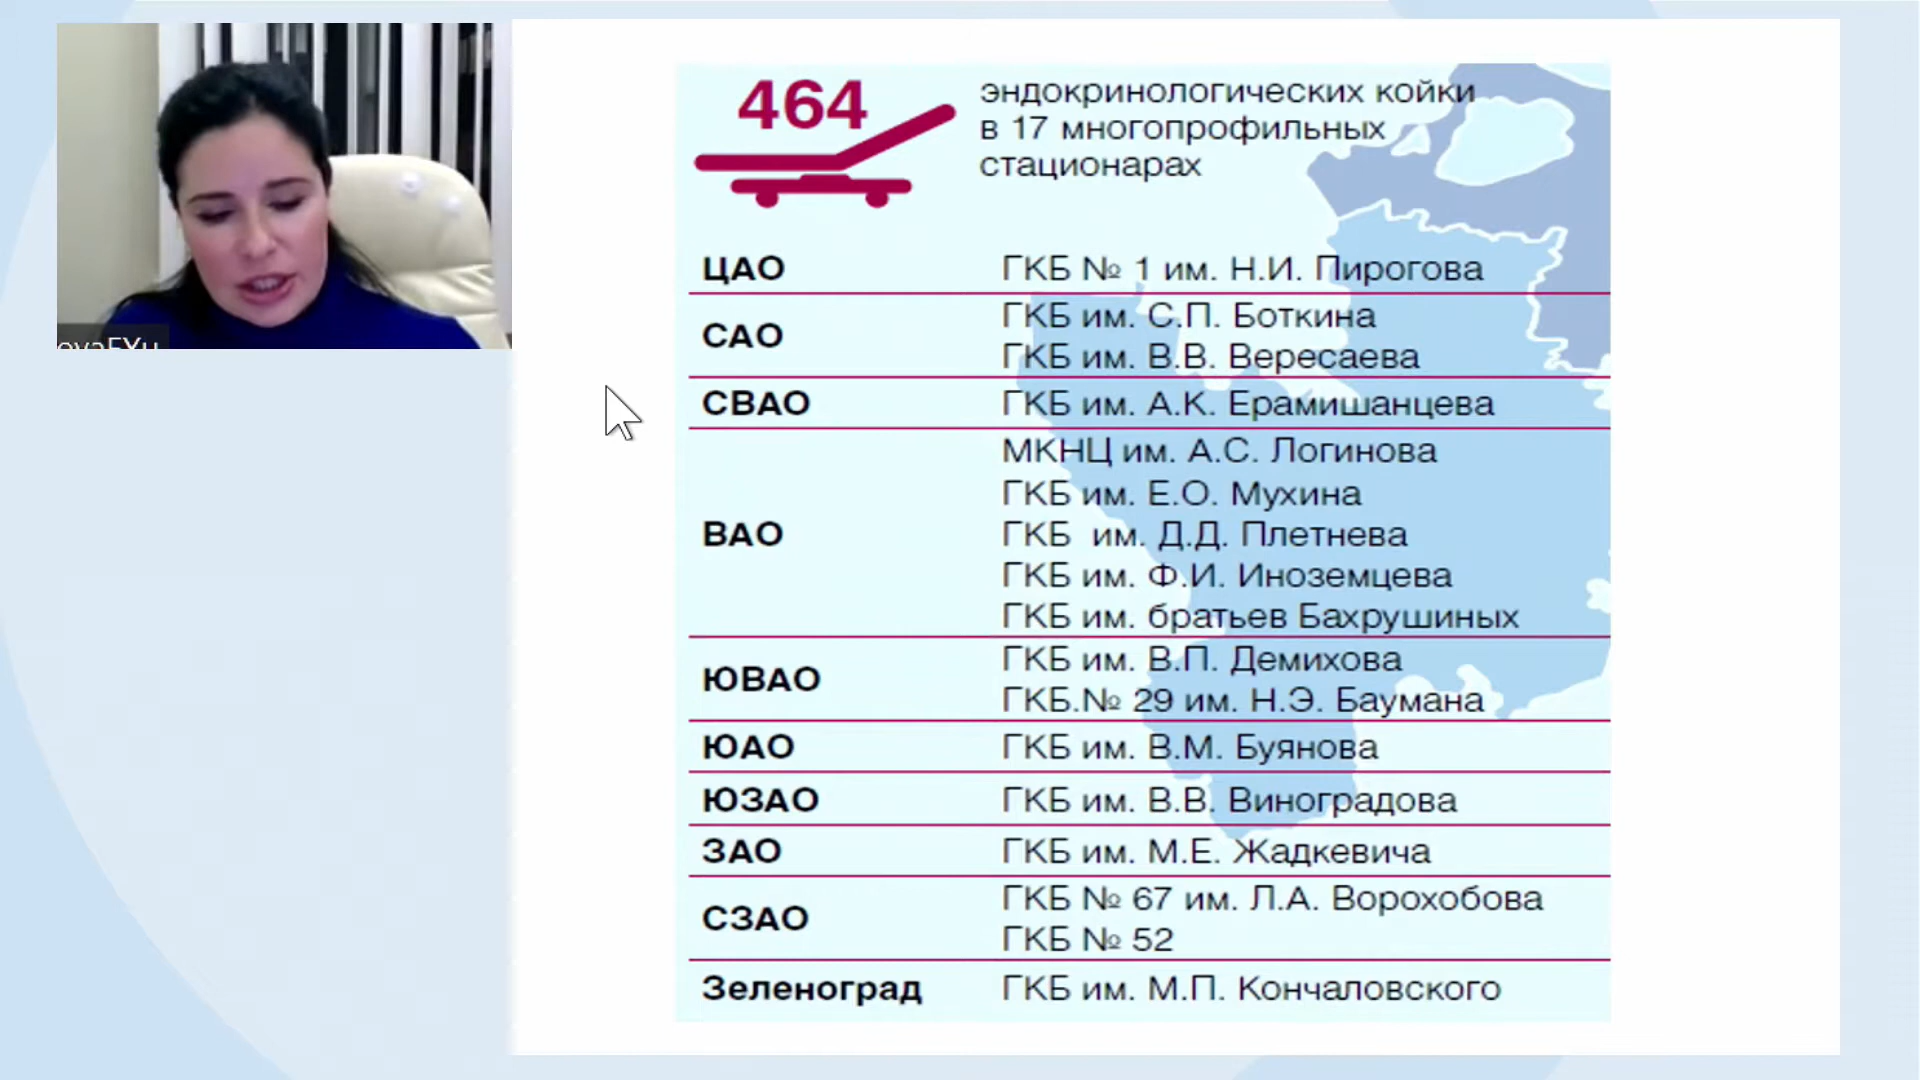 464
эндокринологических койки
в 17 многопрофильных
стационарах
ЦАО
ГКБ № 1 им. Н.И. Пирогова
САО
ГКБ им. С.П. Боткина
ГКБ им. В.В. Вересаева
СВАО
ГКБ им. А.К. Ерамишанцева
ВАО
МКНЦ им. А.С. Логинова
ГКБ им. Е.О. Мухина
ГКБ им. Д.Д. Плетнева
ГКБ им. Ф.И. Иноземцева
ГКБ им. братьев Бахрушиных
ЮВАО
ГКБ им. В.П. Демихова
ГКБ.№ 29 им. Н.Э. Баумана
ЮАО
ГКБ им. В.М. Буянова
ЮЗАО
ГКБ им. В.В. Виноградова
ЗАО
ГКБ им. М.Е. Жадкевича
СЗАО
ГКБ № 67 им. Л.А. Ворохобова
ГКБ № 52
Зеленоград
ГКБ им. М.П. Кончаловского